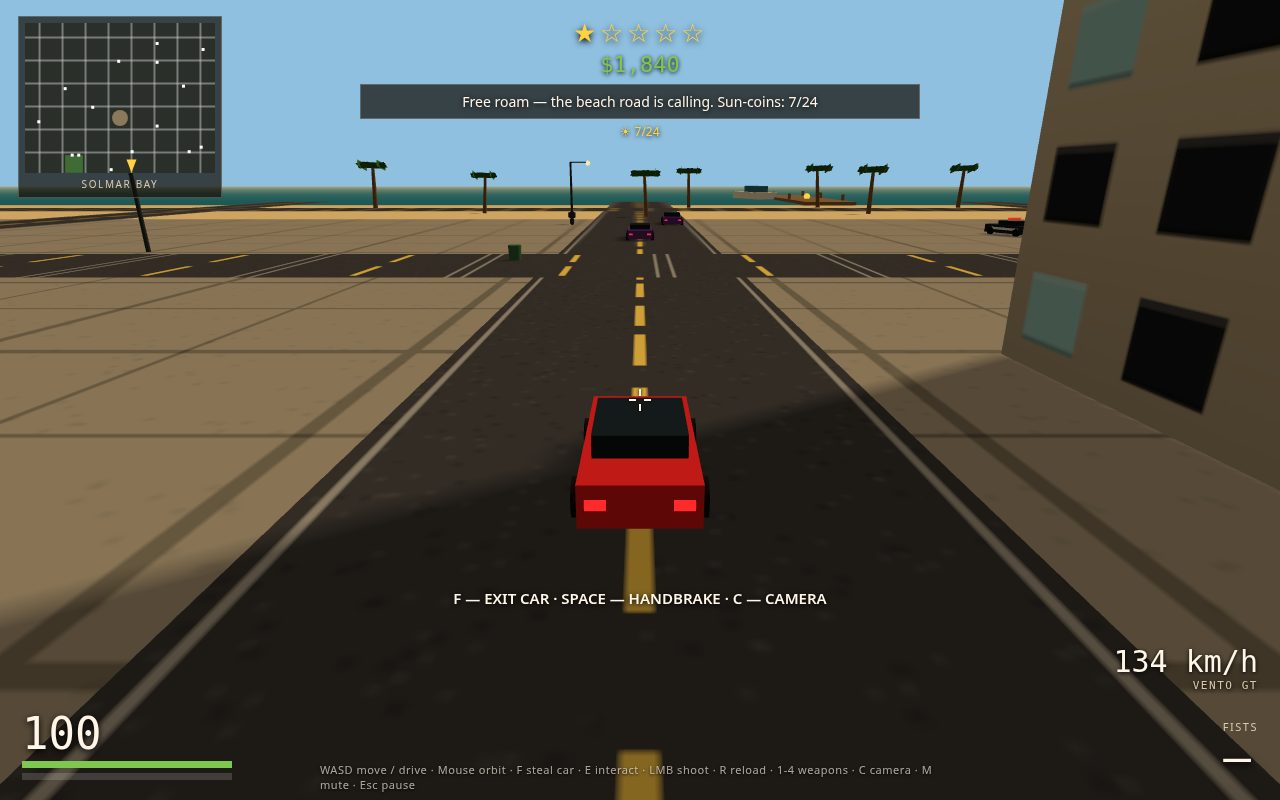 SOLMAR BAY
★☆☆☆☆
$1,840
Free roam — the beach road is calling. Sun-coins: 7/24
☀ 7/24
F — EXIT CAR · SPACE — HANDBRAKE · C — CAMERA
134 km/h
VENTO GT
FISTS
—
100
WASD move / drive · Mouse orbit · F steal car · E interact · LMB shoot · R reload · 1-4 weapons · C camera · M
mute · Esc pause